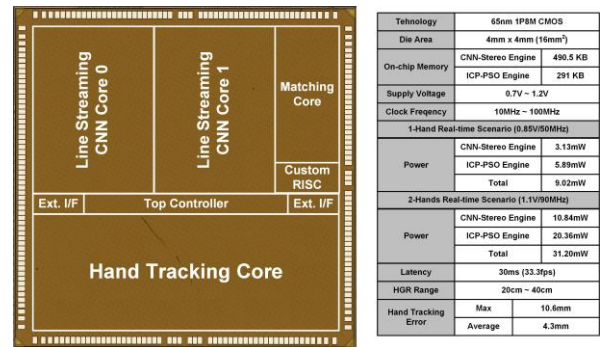 Line Streaming
CNN Core 0
Line Streaming
CNN Core 1
Matching
Core
Custom
RISC
Ext. I/F
Top Controller
Ext. I/F
Hand Tracking Core
Tehnology 65nm 1P8M CMOS
Die Area 4mm x 4mm (16mm²)
On-chip Memory CNN-Stereo Engine 490.5 KB
ICP-PSO Engine 291 KB
Supply Voltage 0.7V ~ 1.2V
Clock Freqency 10MHz ~ 100MHz
1-Hand Real-time Scenario (0.85V/50MHz)
Power CNN-Stereo Engine 3.13mW
ICP-PSO Engine 5.89mW
Total 9.02mW
2-Hands Real-time Scenario (1.1V/90MHz)
Power CNN-Stereo Engine 10.84mW
ICP-PSO Engine 20.36mW
Total 31.20mW
Latency 30ms (33.3fps)
HGR Range 20cm ~ 40cm
Hand Tracking
Error Max 10.6mm
Average 4.3mm